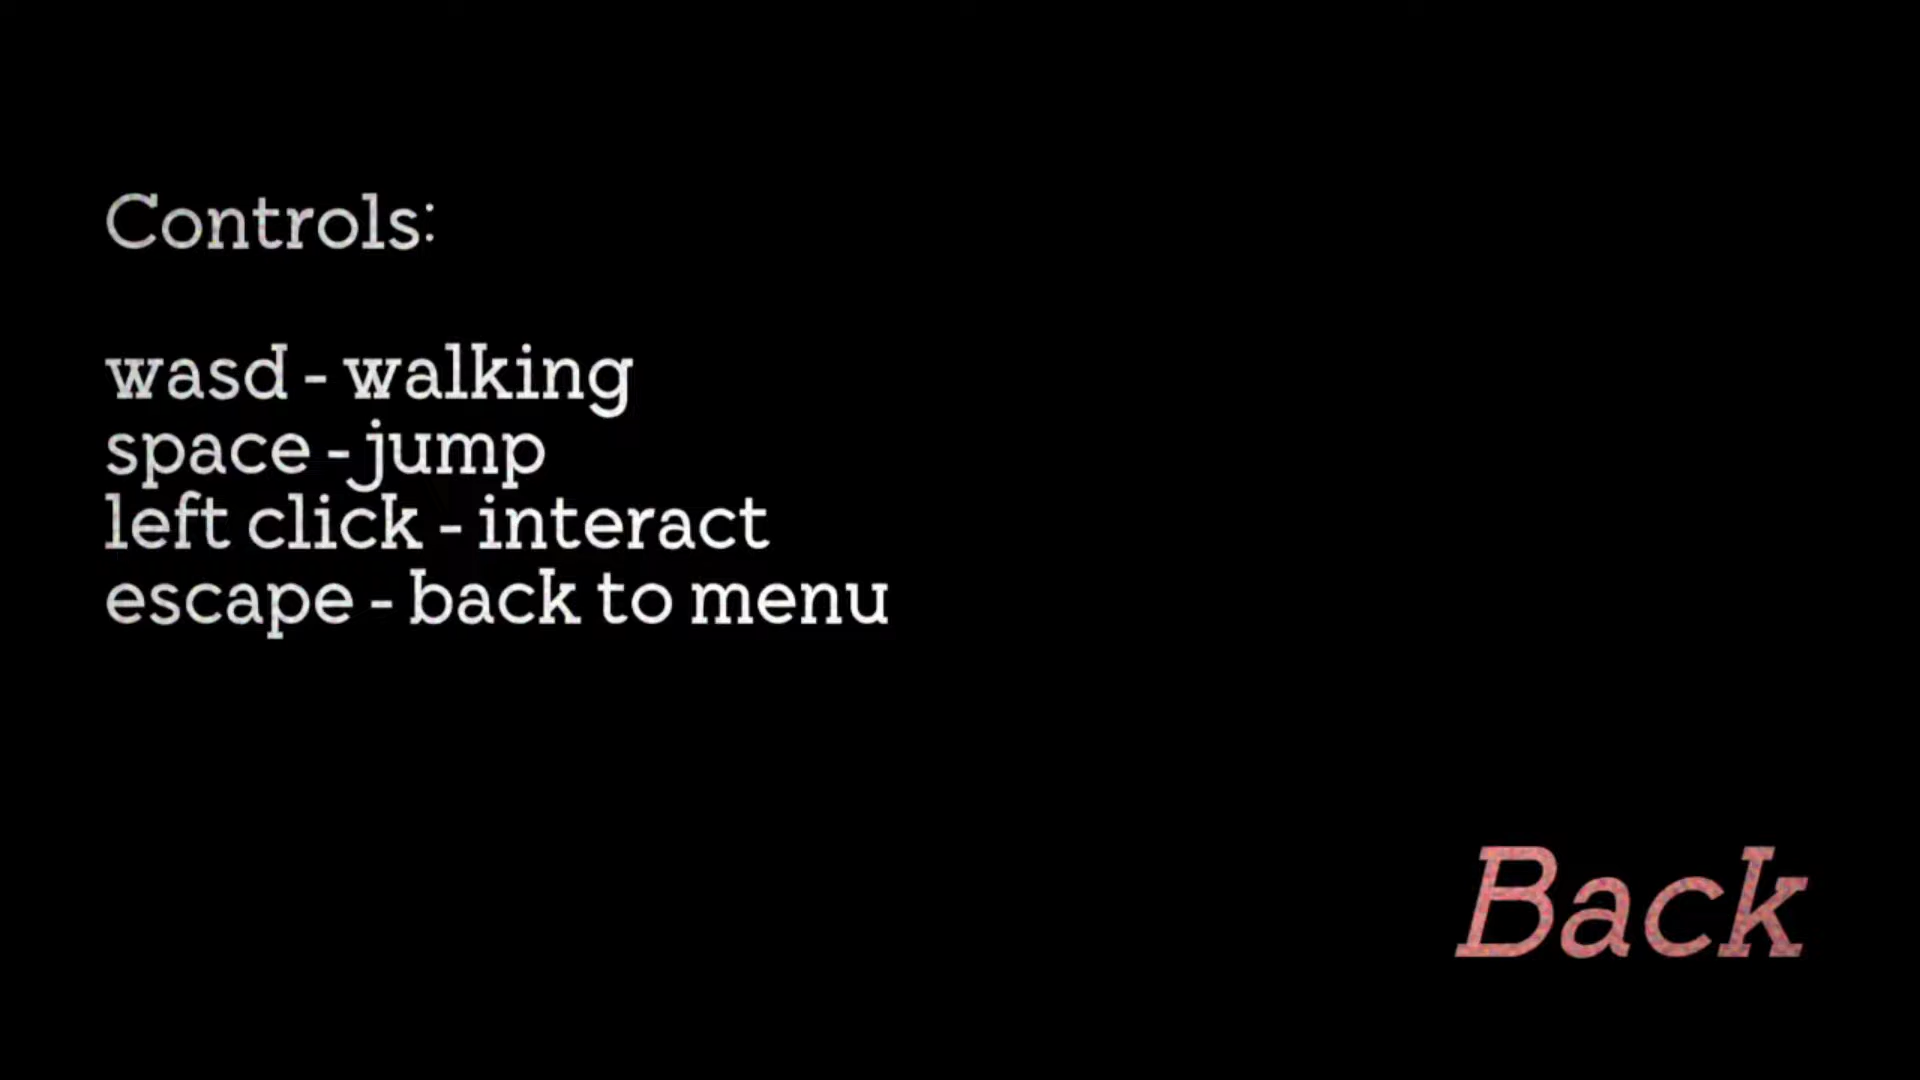 Controls:
wasd - walking
space - jump
left click - interact
escape - back to menu
Back